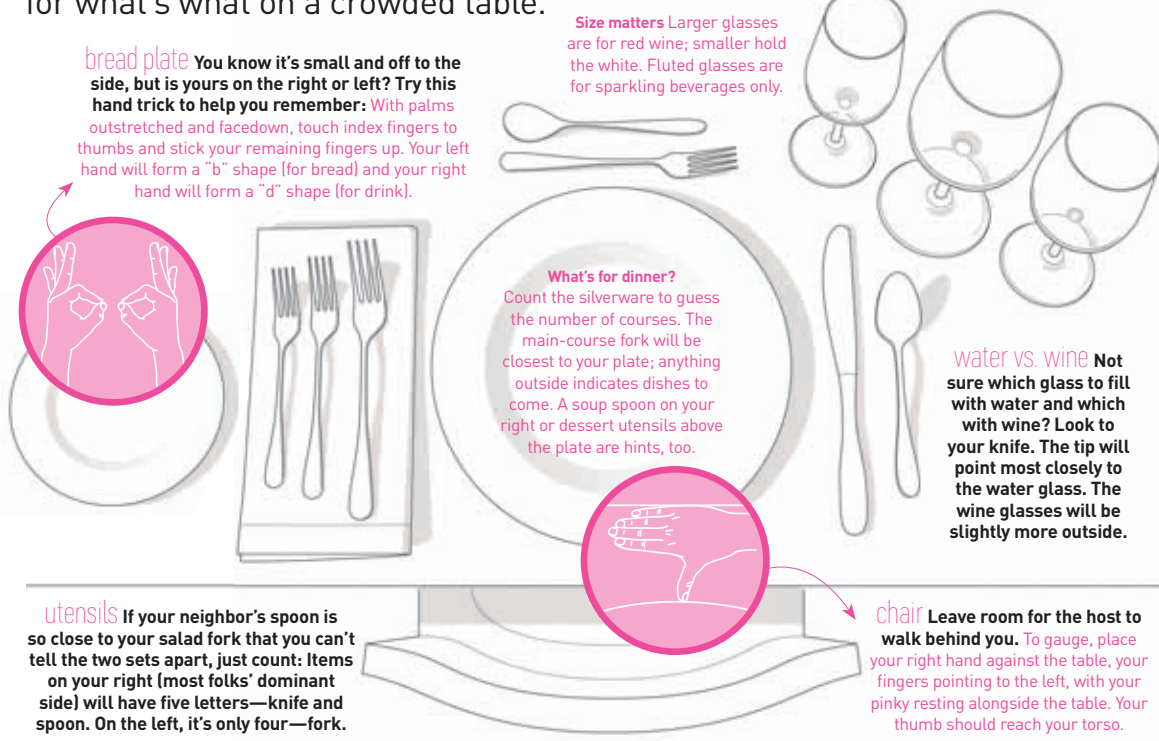 for what's what on a crowded table.
bread plate You know it's small and off to the
side, but is yours on the right or left? Try this
hand trick to help you remember: With palms
outstretched and facedown, touch index fingers to
thumbs and stick your remaining fingers up. Your left
hand will form a "b" shape (for bread) and your right
hand will form a "d" shape (for drink).
Size matters Larger glasses
are for red wine; smaller hold
the white. Fluted glasses are
for sparkling beverages only.
What's for dinner?
Count the silverware to guess
the number of courses. The
main-course fork will be
closest to your plate; anything
outside indicates dishes to
come. A soup spoon on your
right or dessert utensils above
the plate are hints, too.
water vs. wine Not
sure which glass to fill
with water and which
with wine? Look to
your knife. The tip will
point most closely to
the water glass. The
wine glasses will be
slightly more outside.
utensils If your neighbor's spoon is
so close to your salad fork that you can't
tell the two sets apart, just count: Items
on your right (most folks' dominant
side) will have five letters—knife and
spoon. On the left, it's only four—fork.
chair Leave room for the host to
walk behind you. To gauge, place
your right hand against the table, your
fingers pointing to the left, with your
pinky resting alongside the table. Your
thumb should reach your torso.